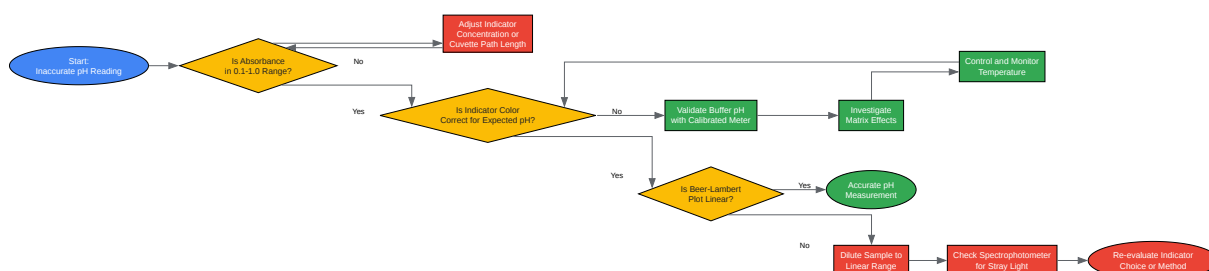 Start:
Inaccurate pH Reading
Is Absorbance
in 0.1-1.0 Range?
No
Adjust Indicator
Concentration or
Cuvette Path Length
Yes
Is Indicator Color
Correct for Expected pH?
No
Validate Buffer pH
with Calibrated Meter
Investigate
Matrix Effects
Control and Monitor
Temperature
Yes
Is Beer-Lambert
Plot Linear?
Yes
Accurate pH
Measurement
No
Dilute Sample to
Linear Range
Check Spectrophotometer
for Stray Light
Re-evaluate Indicator
Choice or Method